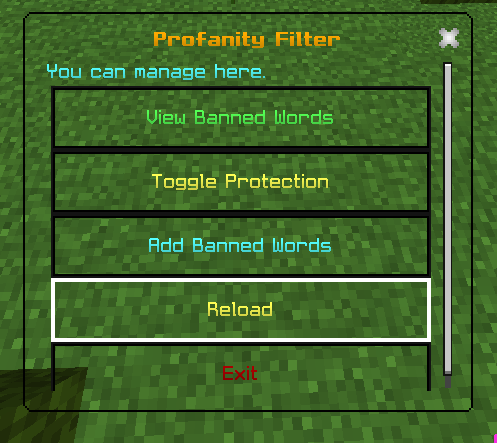 Profanity Filter
You can manage here.
View Banned Words
Toggle Protection
Add Banned Words
Reload
Exit